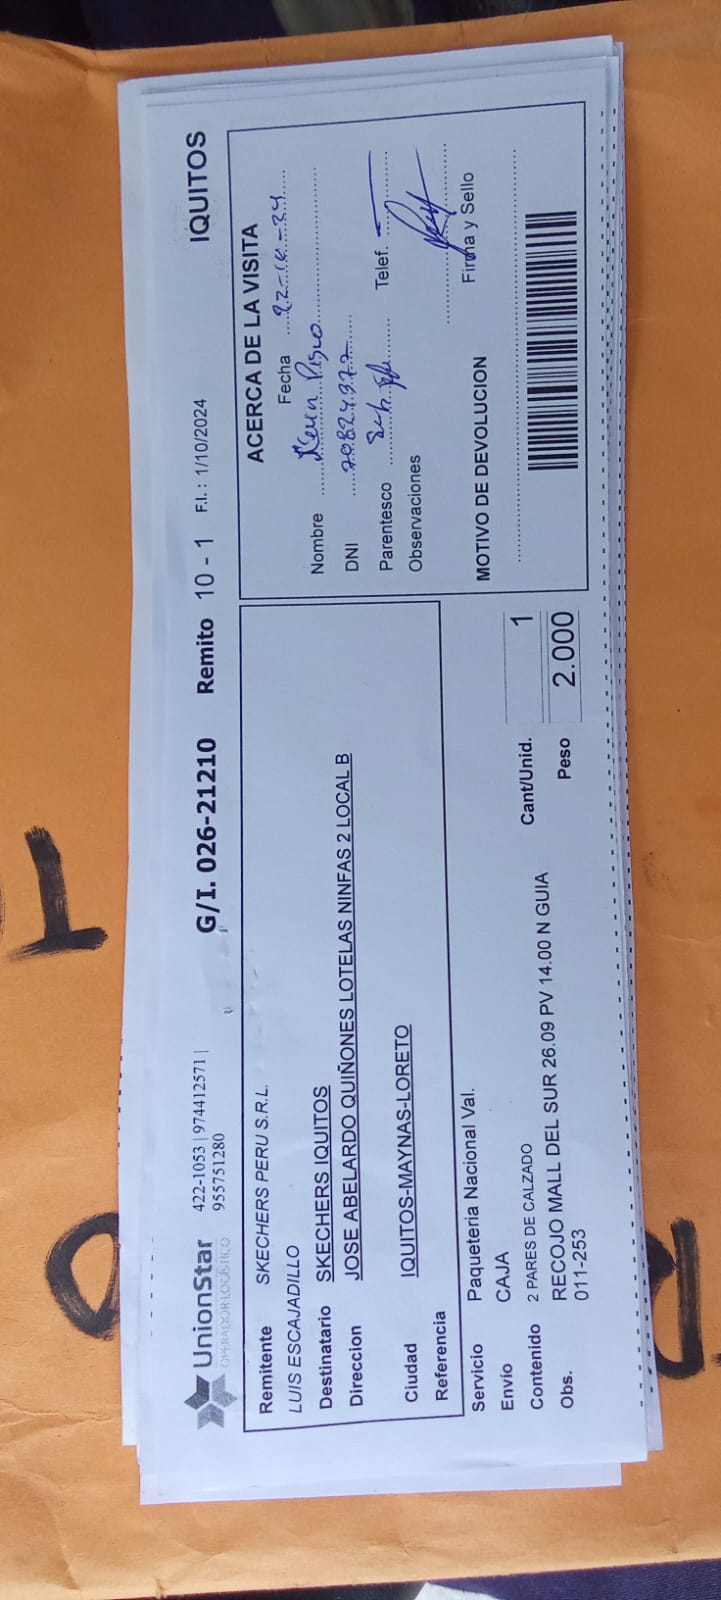 UnionStar
OPERADOR LOGÍSTICO
422-1053 | 974412571 |
955751280
G/I. 026-21210 Remito 10 - 1 F.I. : 1/10/2024 IQUITOS
Remitente SKECHERS PERU S.R.L.
LUIS ESCAJADILLO
Destinatario SKECHERS IQUITOS
Direccion JOSE ABELARDO QUIÑONES LOTELAS NINFAS 2 LOCAL B
Ciudad IQUITOS-MAYNAS-LORETO
Referencia
Servicio Paqueteria Nacional Val.
Envío CAJA
Contenido 2 PARES DE CALZADO
Obs. RECOJO MALL DEL SUR 26.09 PV 14.00 N GUIA
011-253
Cant/Unid. 1
Peso 2.000
ACERCA DE LA VISITA
Fecha
Nombre
DNI
Parentesco Telef.
Observaciones
Firma y Sello
MOTIVO DE DEVOLUCION